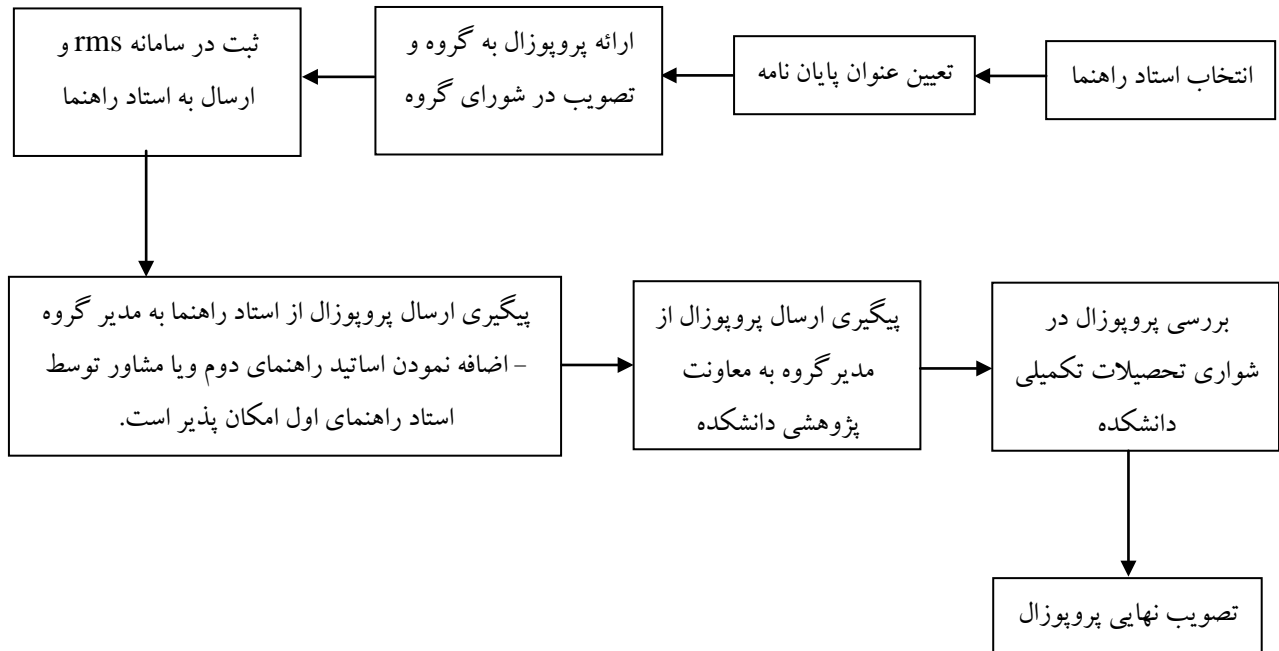 انتخاب استاد راهنما
تعیین عنوان پایان نامه
ارائه پروپوزال به گروه و
تصویب در شورای گروه
ثبت در سامانه rms و
ارسال به استاد راهنما
پیگیری ارسال پروپوزال از استاد راهنما به مدیر گروه
– اضافه نمودن اساتید راهنمای دوم ویا مشاور توسط
استاد راهنمای اول امکان پذیر است.
پیگیری ارسال پروپوزال از
مدیرگروه به معاونت
پژوهشی دانشکده
بررسی پروپوزال در
شواری تحصیلات تکمیلی
دانشکده
تصویب نهایی پروپوزال